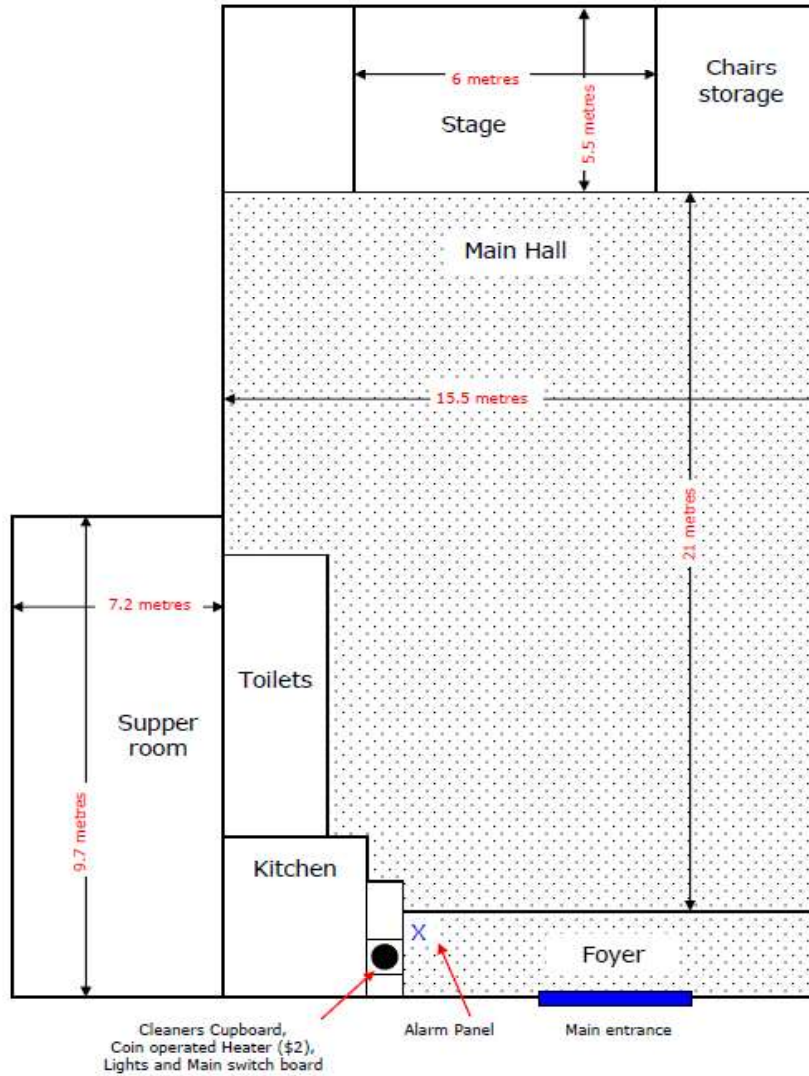 6 metres
Stage
5.5 metres
Chairs
storage
Main Hall
15.5 metres
21 metres
7.2 metres
Toilets
Supper
room
9.7 metres
Kitchen
X
Foyer
Cleaners Cupboard,
Coin operated Heater ($2),
Lights and Main switch board
Alarm Panel
Main entrance